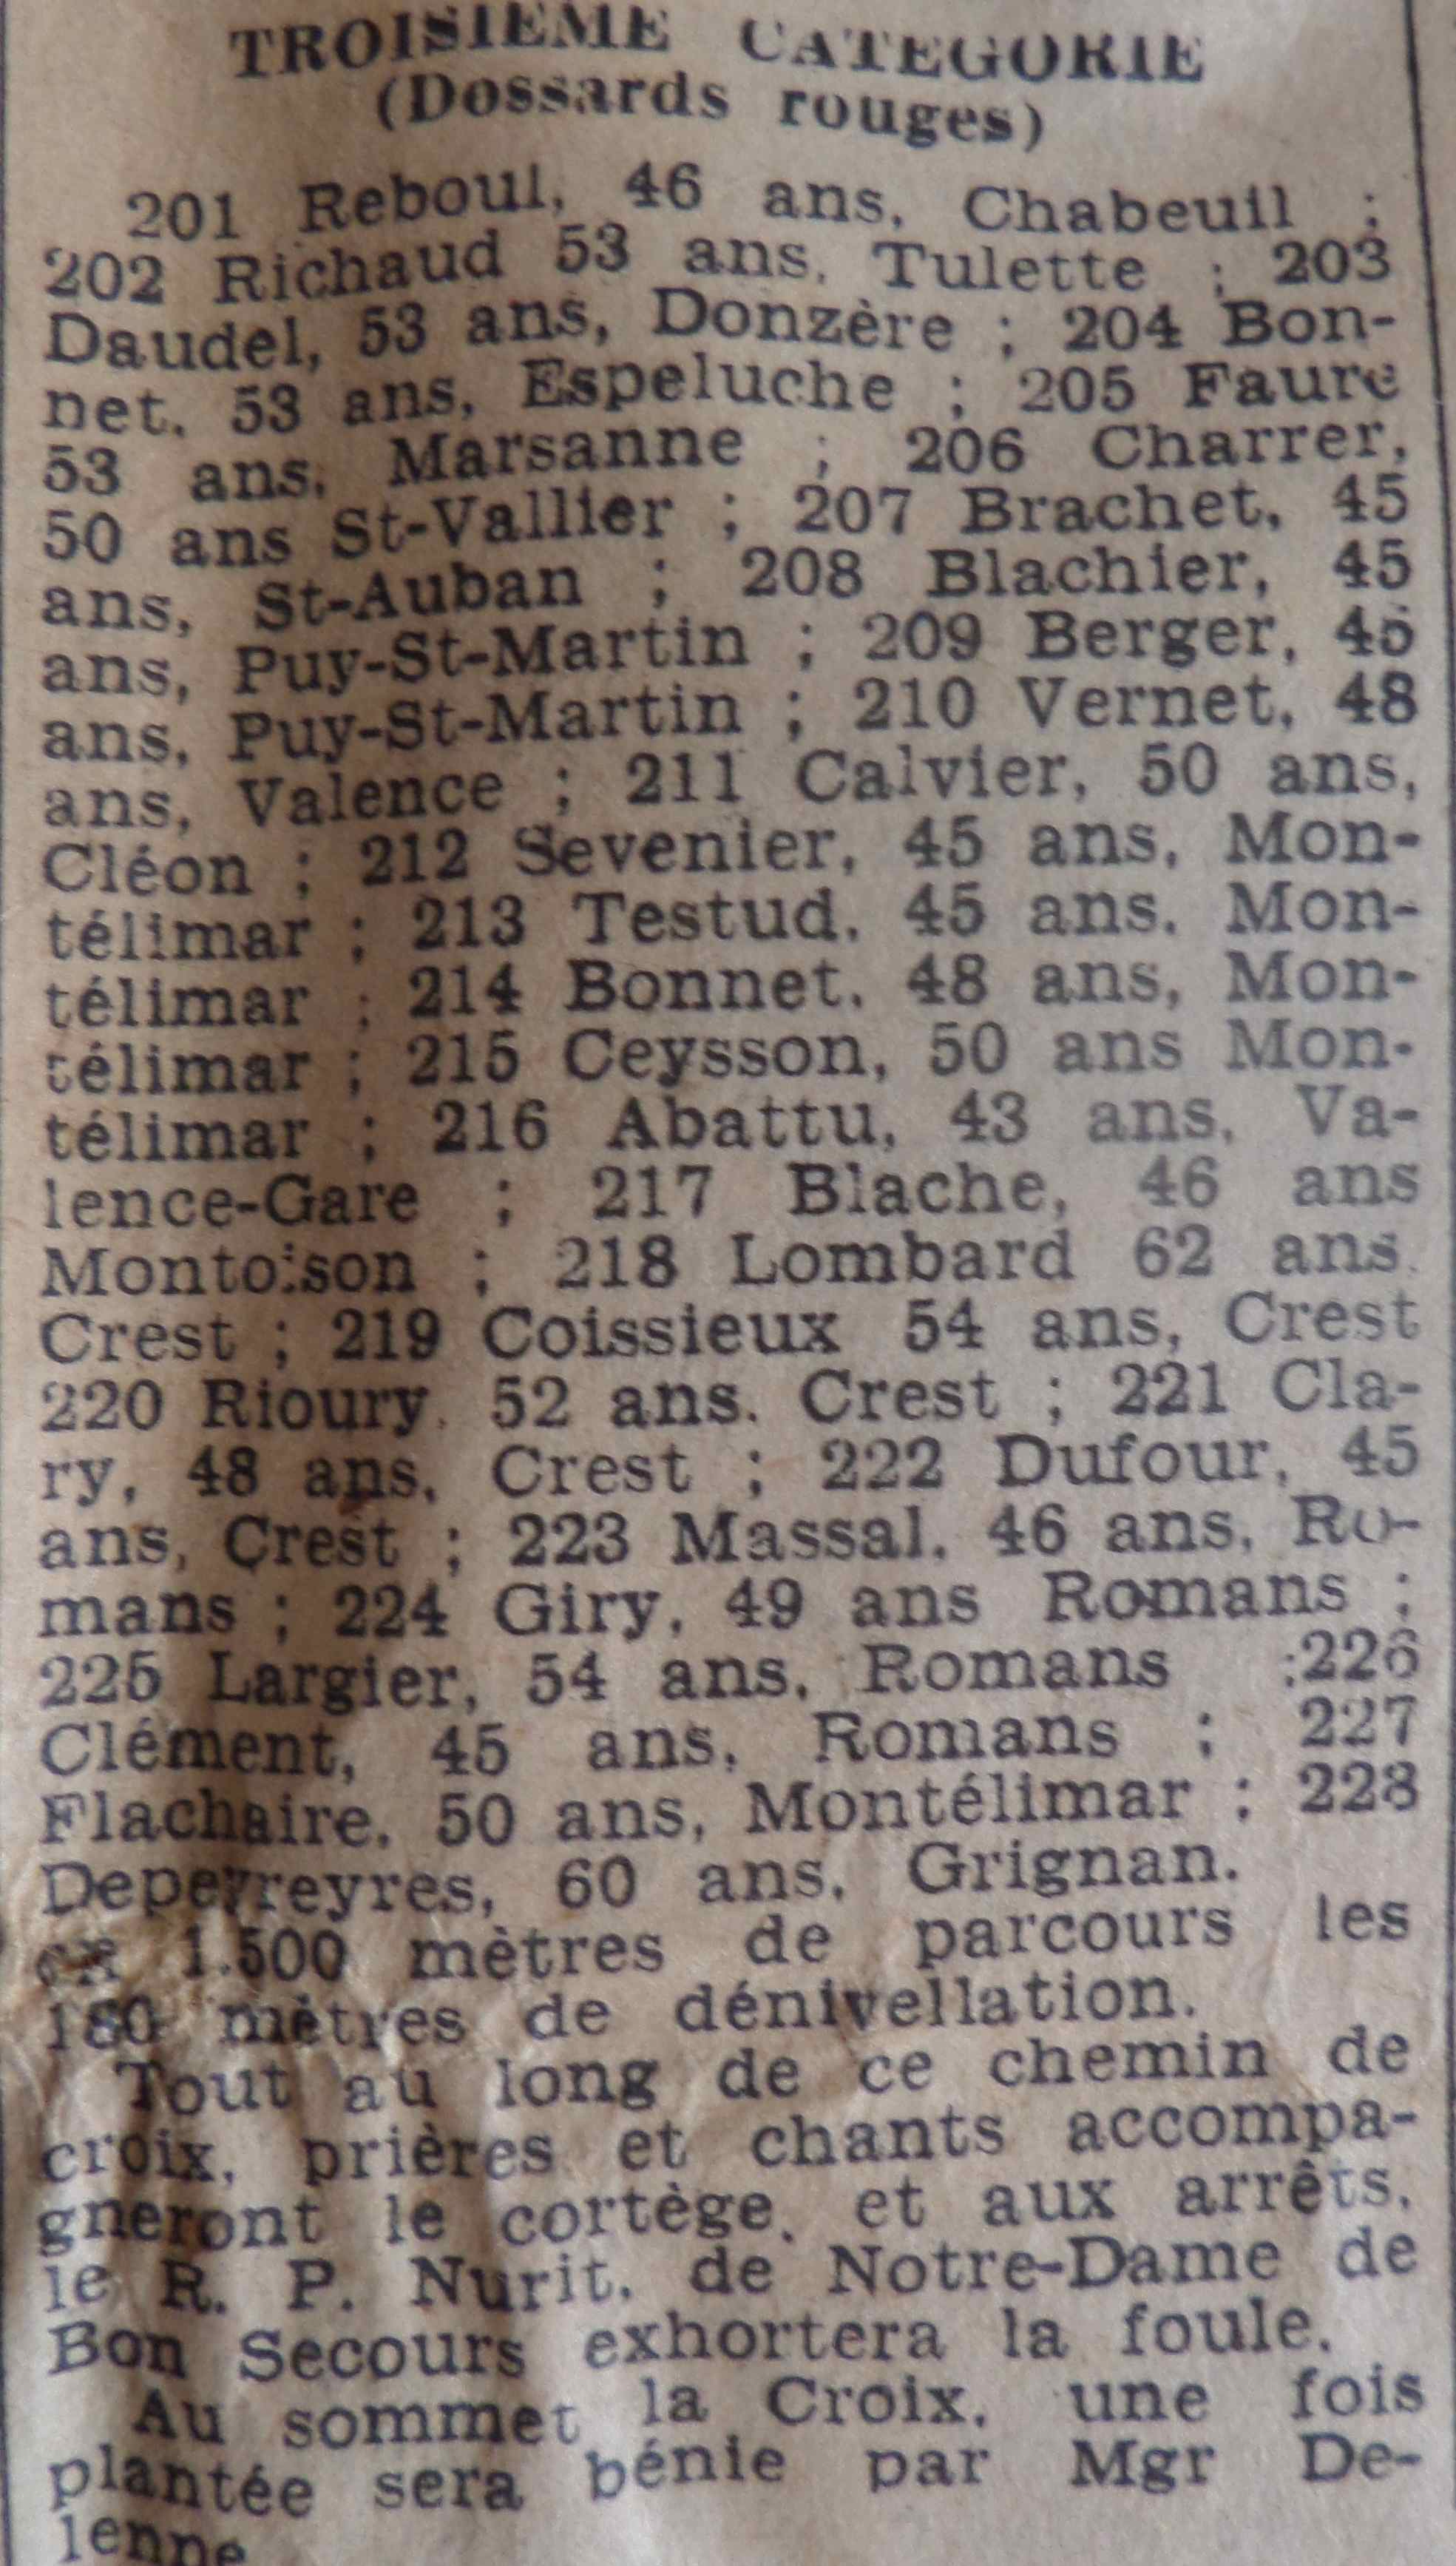 TROISIEME CATEGORIE
(Dossards rouges)
201 Reboul, 46 ans, Chabeuil ;
202 Richaud 53 ans, Tulette ; 203
Daudel, 53 ans, Donzère ; 204 Bon-
net, 53 ans, Espeluche ; 205 Faure
53 ans, Marsanne ; 206 Charrer,
50 ans St-Vallier ; 207 Brachet, 45
ans, St-Auban ; 208 Blachier, 45
ans, Puy-St-Martin ; 209 Berger, 45
ans, Puy-St-Martin ; 210 Vernet, 48
ans, Valence ; 211 Calvier, 50 ans,
Cléon ; 212 Sevenier, 45 ans, Mon-
télimar ; 213 Testud, 45 ans, Mon-
télimar ; 214 Bonnet, 48 ans, Mon-
télimar ; 215 Ceysson, 50 ans Mon-
télimar ; 216 Abattu, 43 ans, Va-
lence-Gare ; 217 Blache, 46 ans
Montoison ; 218 Lombard 62 ans
Crest ; 219 Coissieux 54 ans, Crest
220 Rioury, 52 ans, Crest ; 221 Cla-
ry, 48 ans, Crest ; 222 Dufour, 45
ans, Crest ; 223 Massal, 46 ans, Ro-
mans ; 224 Giry, 49 ans Romans ;
225 Largier, 54 ans, Romans ;226
Clément, 45 ans, Romans ; 227
Flachaire, 50 ans, Montélimar ; 228
60 ans, Grignan.
1.500 mètres de parcours les
180 mètres de dénivellation.
Tout au long de ce chemin de
croix, prières et chants accompa-
gneront le cortège, et aux arrêts,
le R. P. Nurit, de Notre-Dame de
Bon Secours exhortera la foule.
Au sommet la Croix, une fois
plantée sera bénie par Mgr De-
lenne